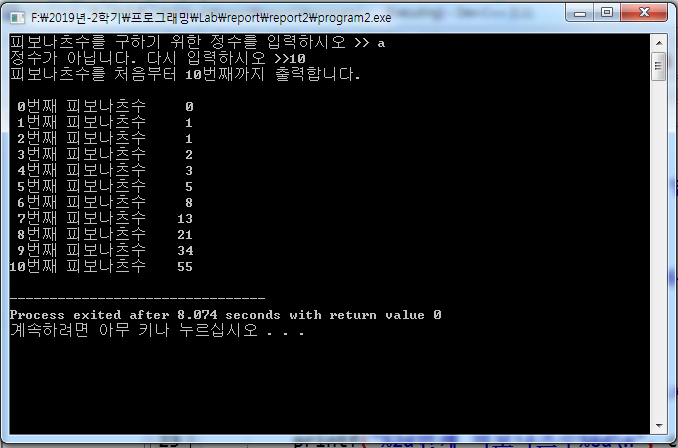 F:₩2019년-2학기₩프로그래밍₩Lab₩report₩report2₩program2.exe
피보나츠수를 구하기 위한 정수를 입력하시오 >> a
정수가 아닙니다. 다시 입력하시오 >>10
피보나츠수를 처음부터 10번째까지 출력합니다.
0번째 피보나츠수 0
1번째 피보나츠수 1
2번째 피보나츠수 1
3번째 피보나츠수 2
4번째 피보나츠수 3
5번째 피보나츠수 5
6번째 피보나츠수 8
7번째 피보나츠수 13
8번째 피보나츠수 21
9번째 피보나츠수 34
10번째 피보나츠수 55
--------------------------------
Process exited after 8.074 seconds with return value 0
계속하려면 아무 키나 누르십시오 . . .